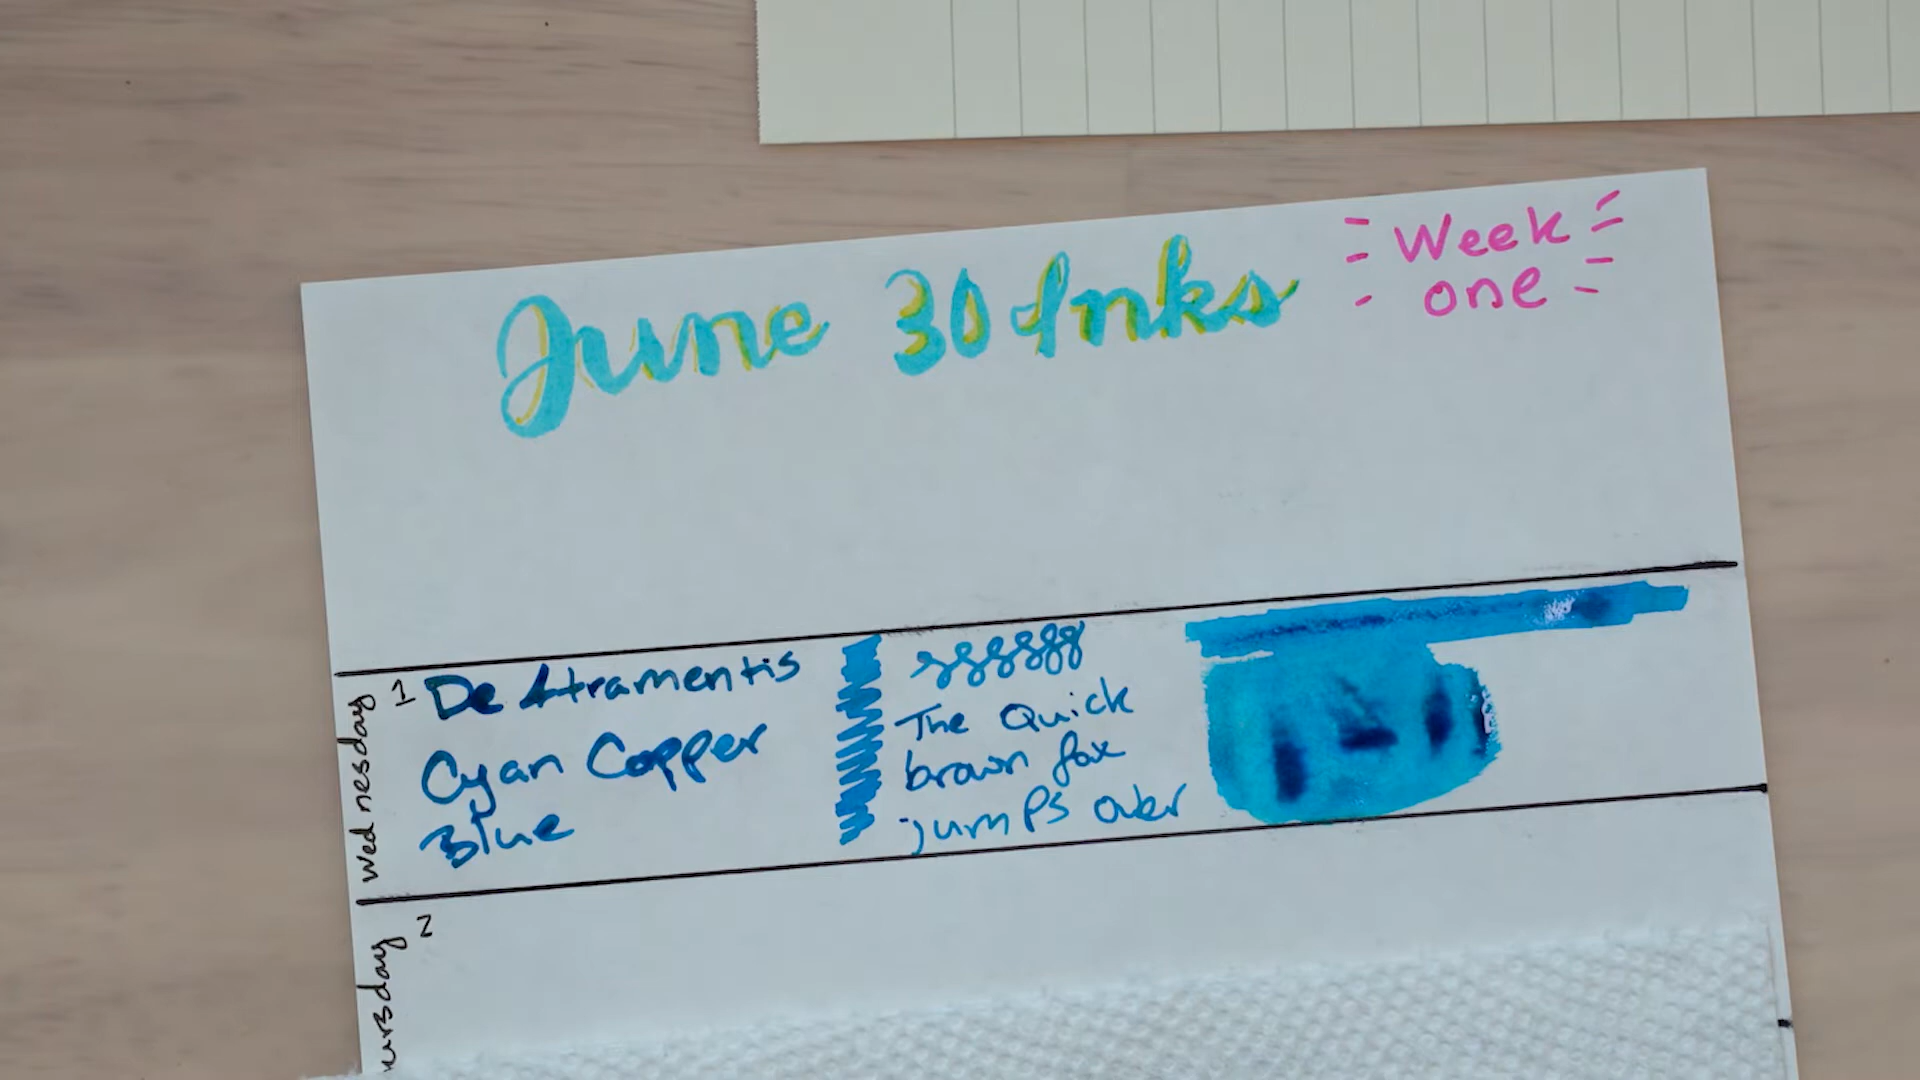 June 30 Inks
Week
one
Wednesday
1
De Atramentis
Cyan Copper
Blue
The Quick
brown fox
jumps over
2
ursday